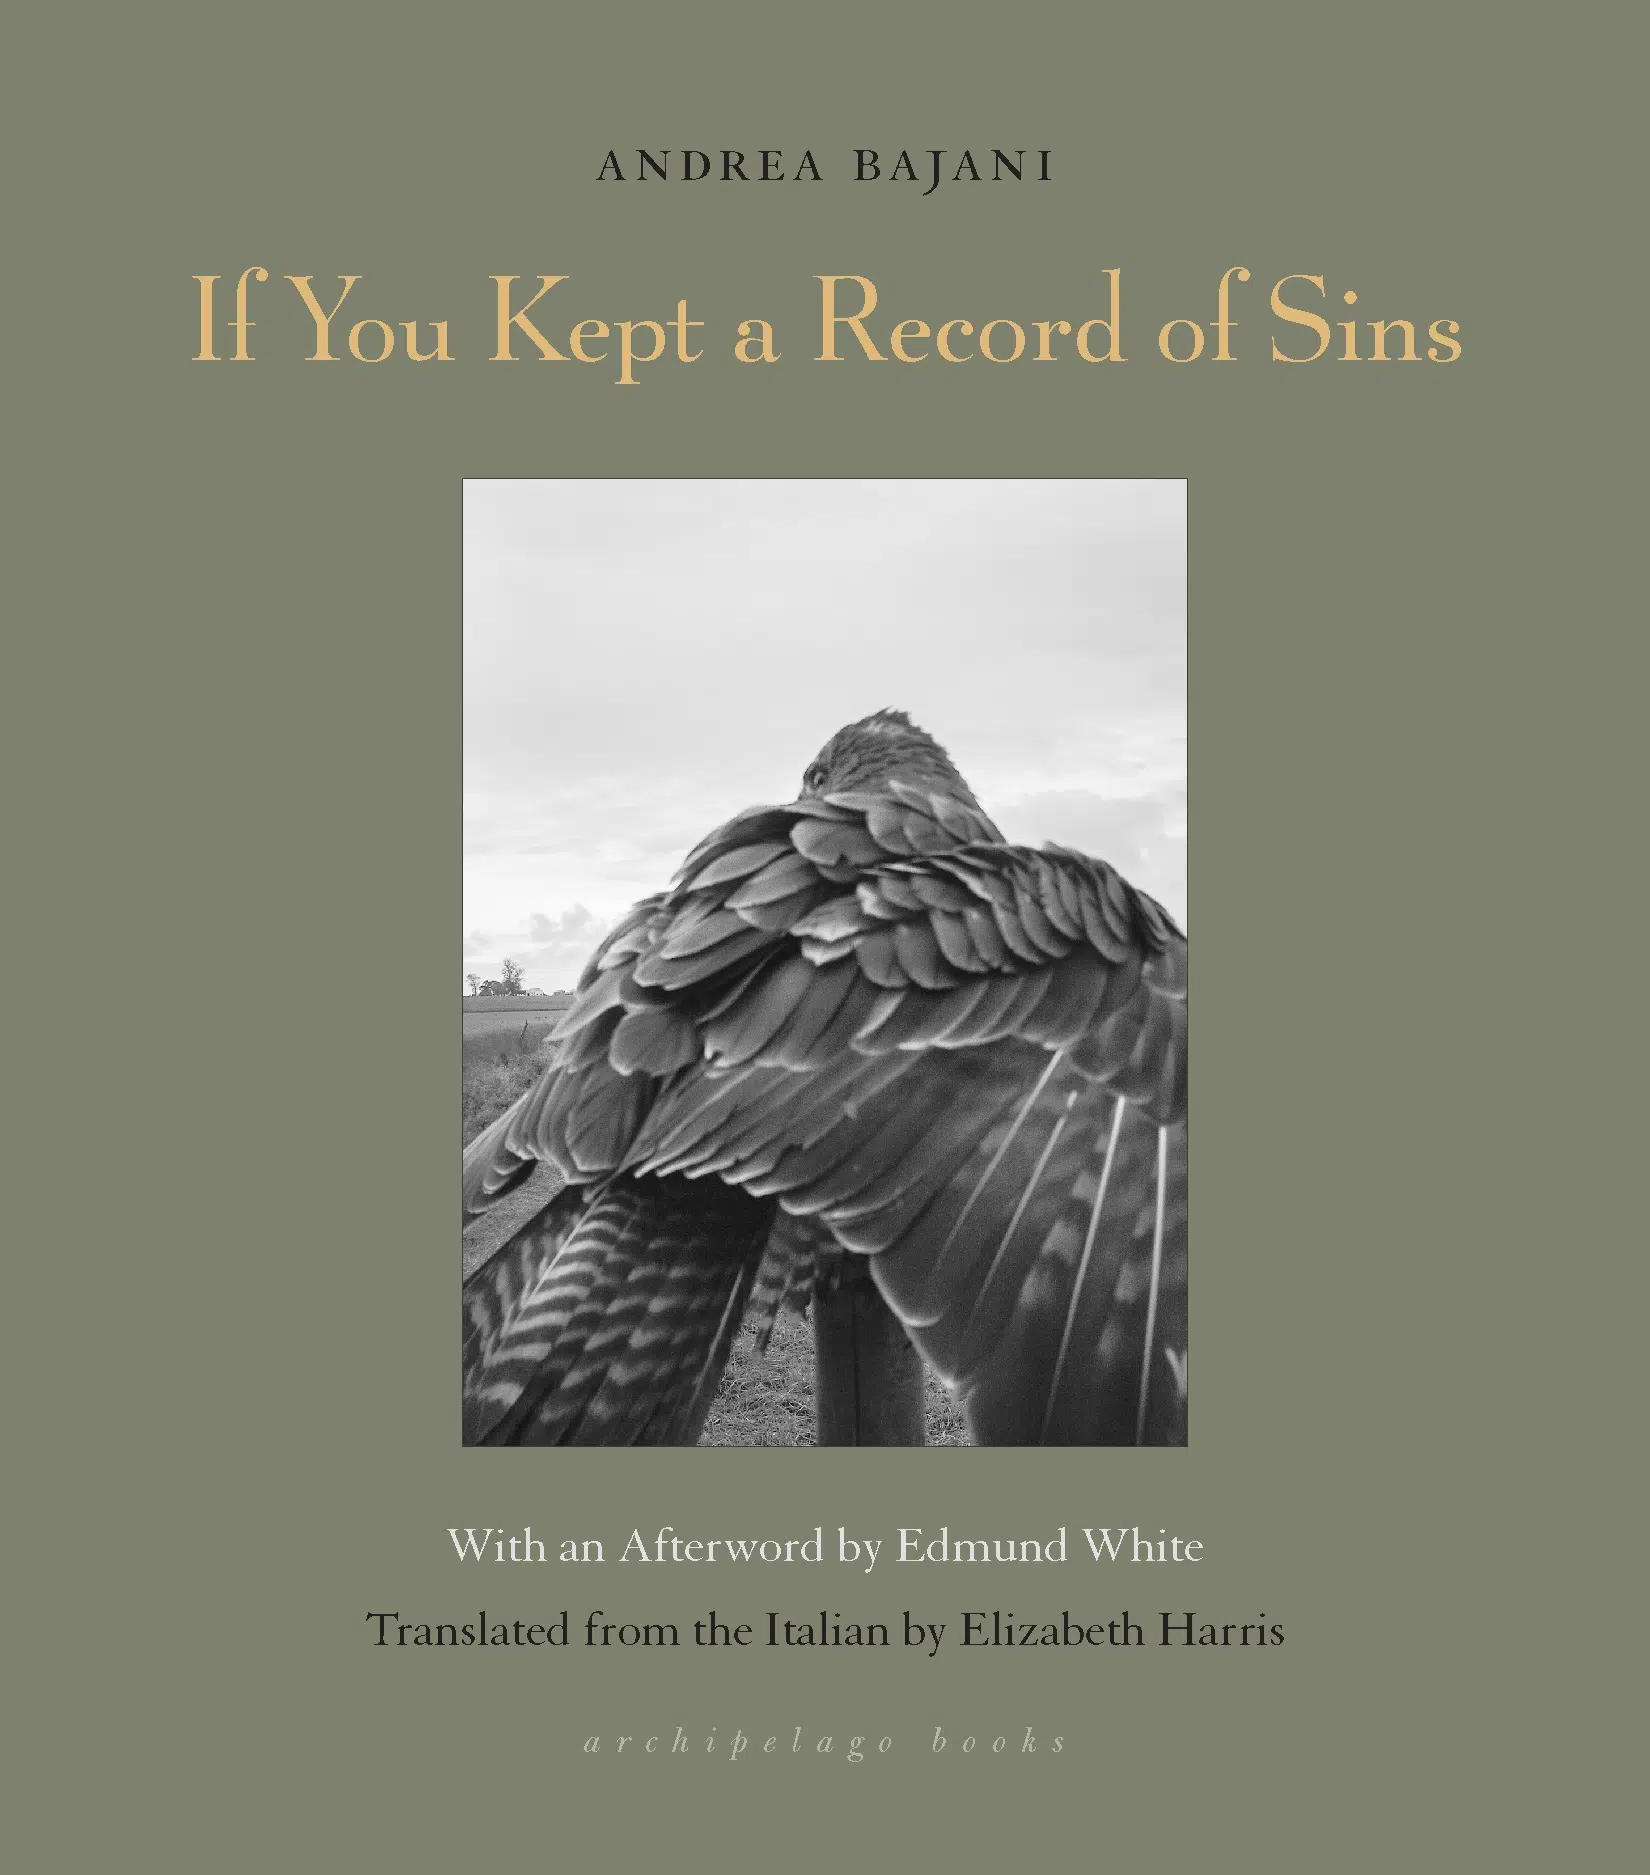 ANDREA BAJANI
If You Kept a Record of Sins
With an Afterword by Edmund White
Translated from the Italian by Elizabeth Harris
archipelago books